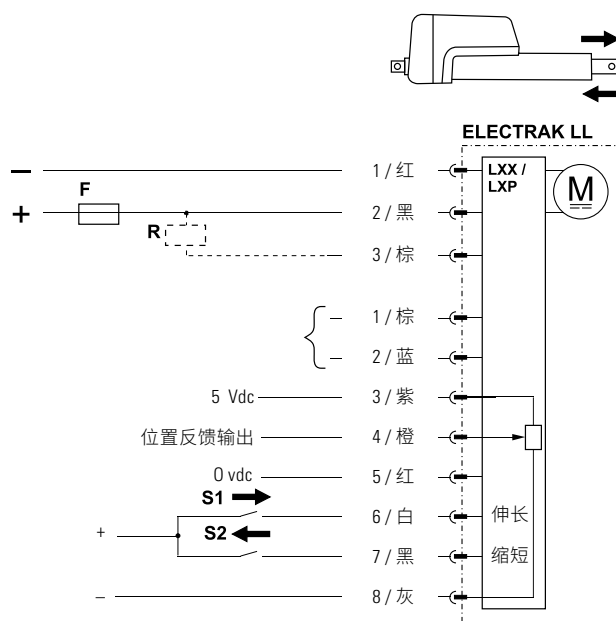 ELECTRAK LL
−
F
1 / 红
LXX /
LXP
M
+
2 / 黑
R
3 / 棕
1 / 棕
2 / 蓝
5 Vdc
3 / 紫
位置反馈输出
4 / 橙
0 vdc
5 / 红
S1
6 / 白
伸长
+
S2
7 / 黑
缩短
−
8 / 灰